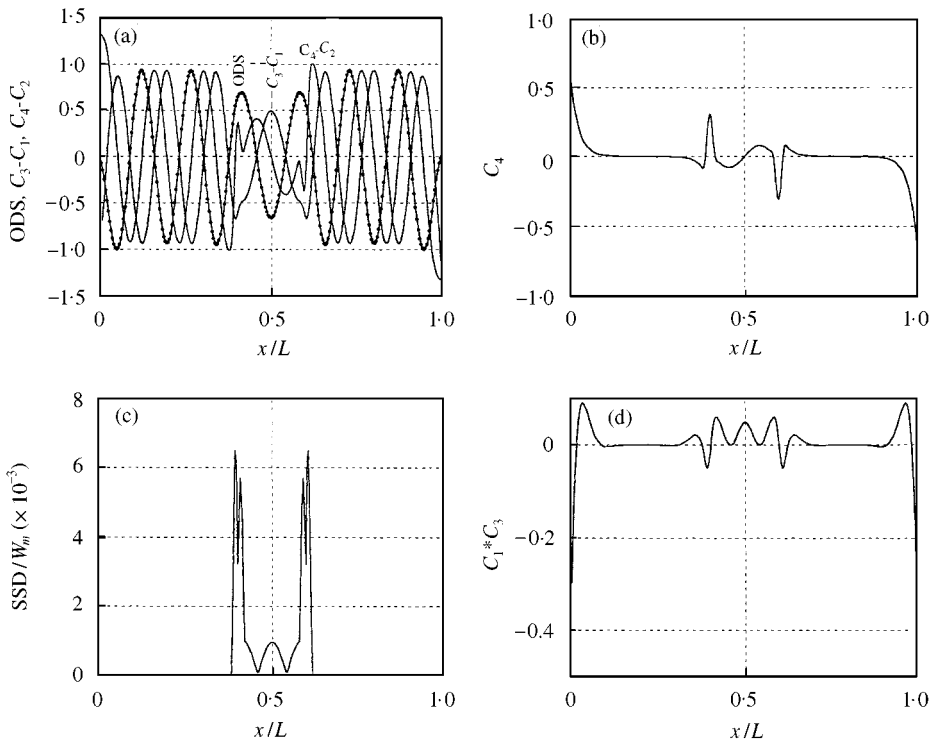 (a)
ODS, C₃-C₁, C₄-C₂
1·5
1·0
0·5
0
−0·5
−1·0
−1·5
ODS
C₃-C₁
C₄-C₂
0
0·5
1·0
x/L
(b)
C₄
1·0
0·5
0
−0·5
−1·0
0
0·5
1·0
x/L
(c)
SSD/Wₘ (× 10⁻³)
8
6
4
2
0
0
0·5
1·0
x/L
(d)
C₁*C₃
0
−0.2
−0.4
0
0·5
1·0
x/L